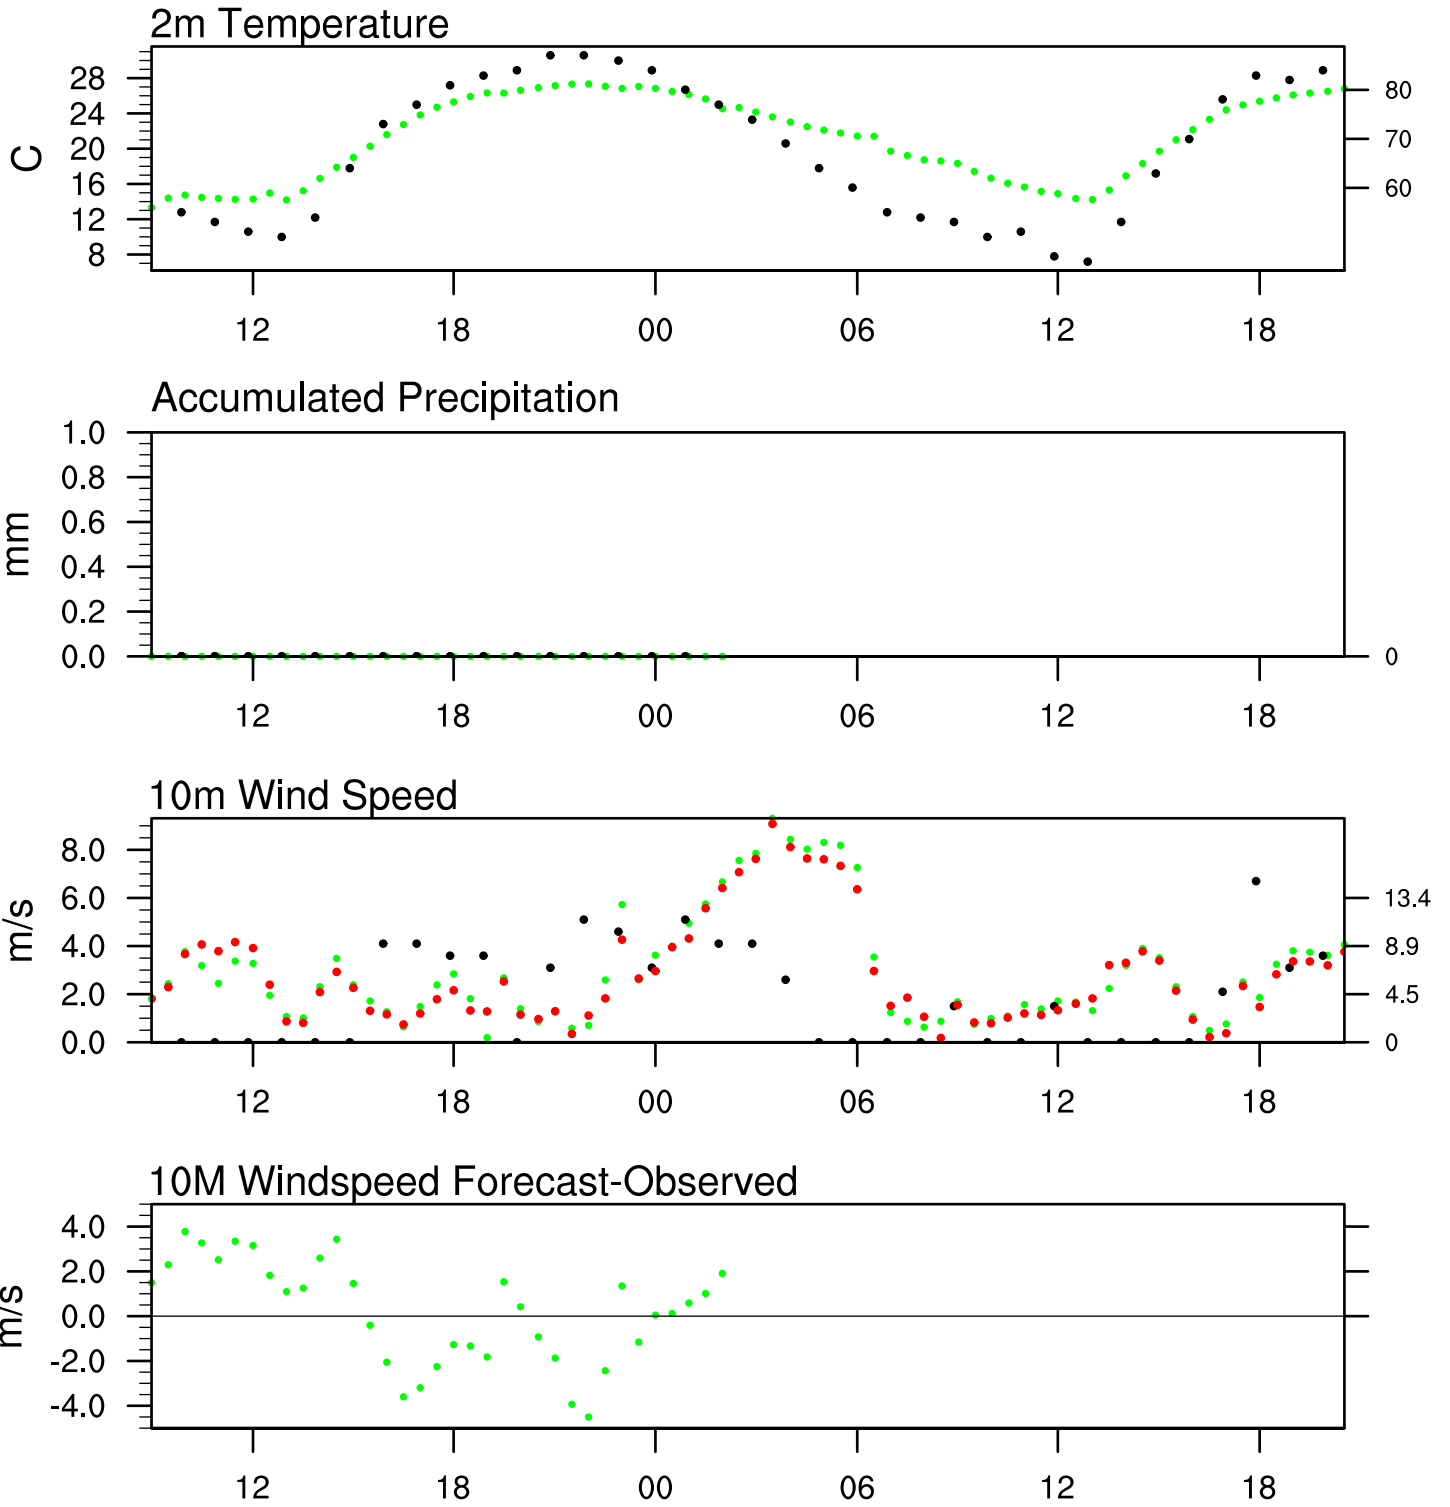 2m Temperature
28
24
20
16
12
8
C
80
70
60
12 18 00 06 12 18
Accumulated Precipitation
1.0
0.8
0.6
0.4
0.2
0.0
mm
0
12 18 00 06 12 18
10m Wind Speed
8.0
6.0
4.0
2.0
0.0
m/s
13.4
8.9
4.5
0
12 18 00 06 12 18
10M Windspeed Forecast-Observed
4.0
2.0
0.0
-2.0
-4.0
m/s
12 18 00 06 12 18